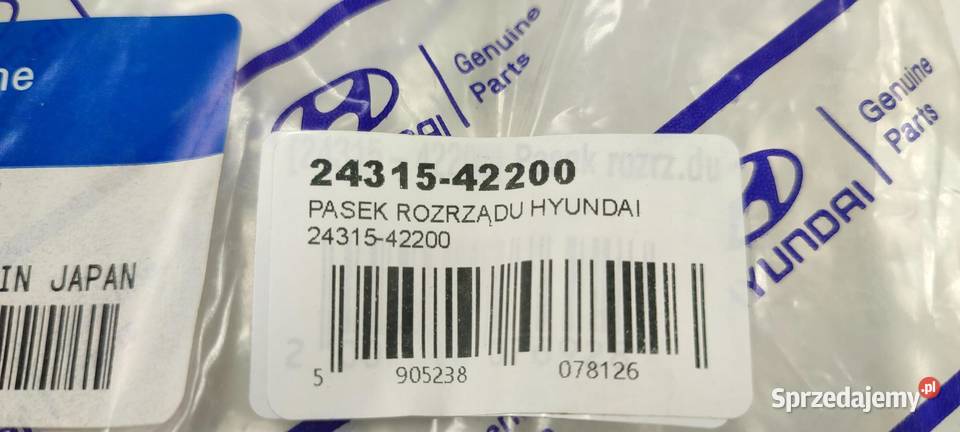 ne
IN JAPAN
HYUNDAI
Genuine
Parts
HYUNDAI
Genuine
Parts
24315-42200
PASEK ROZRZĄDU HYUNDAI
24315-42200
5 905238 078126
Sprzedajemy.pl